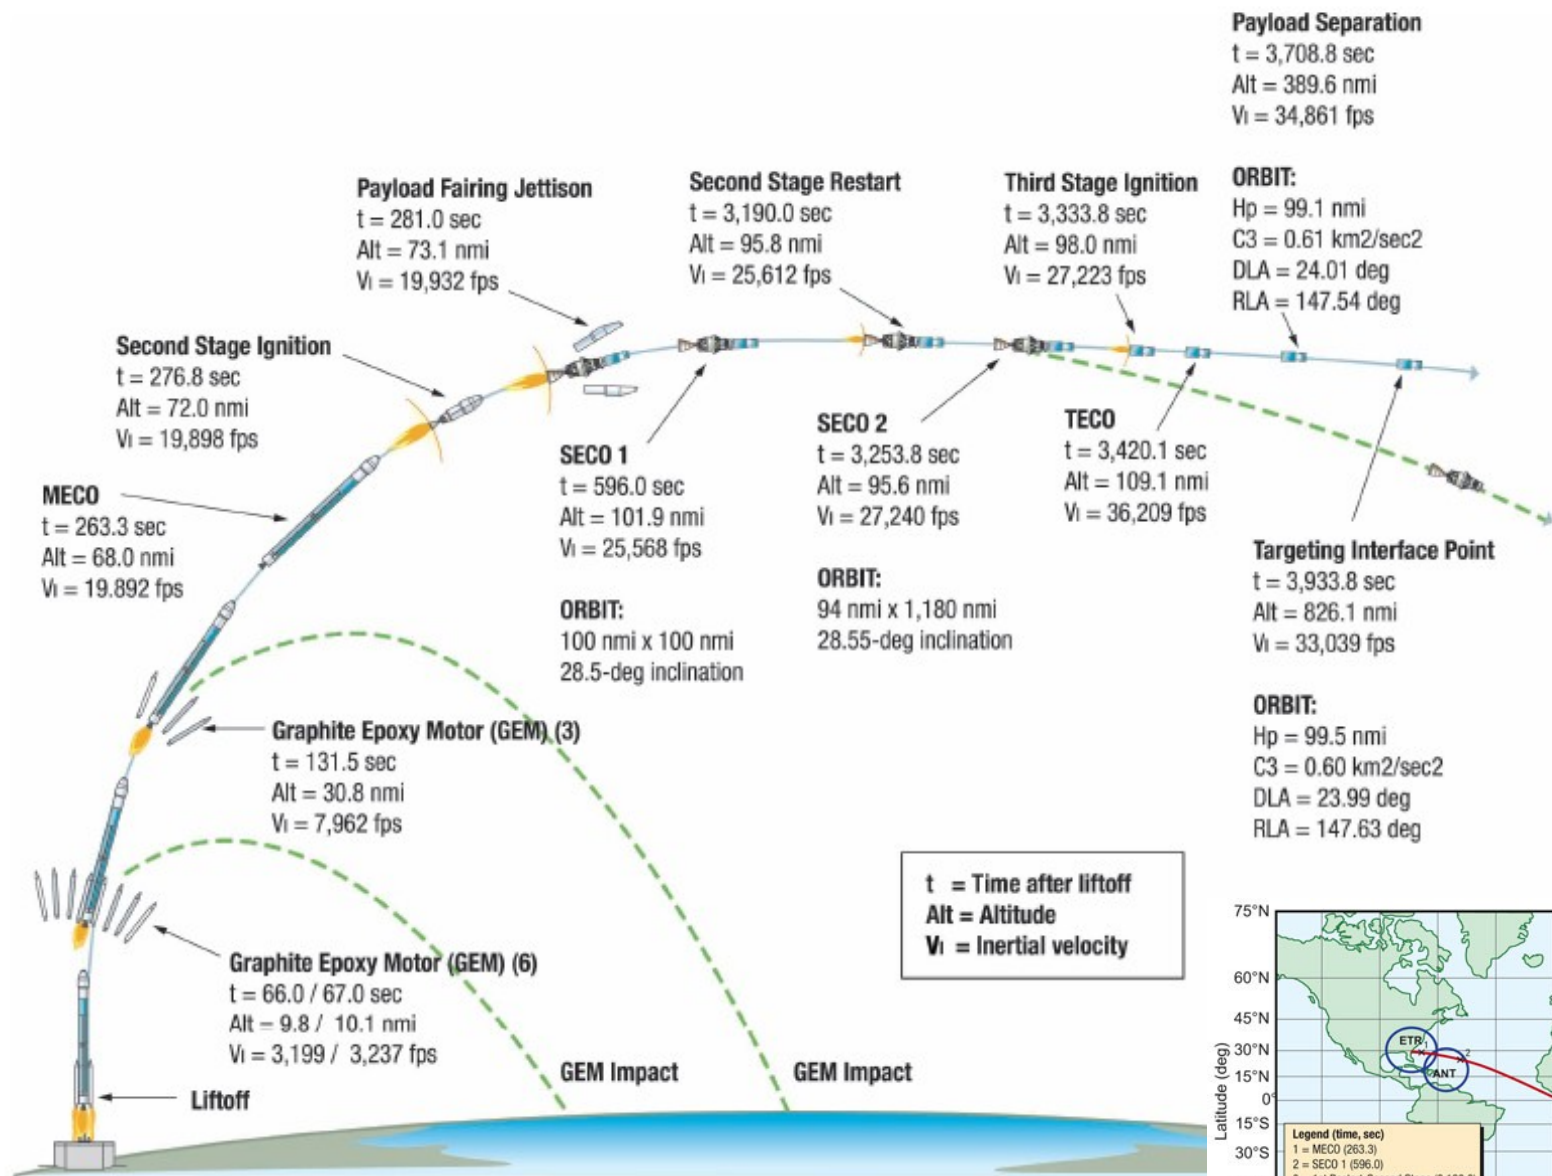 Payload Separation
t = 3,708.8 sec
Alt = 389.6 nmi
VI = 34,861 fps
ORBIT:
Hp = 99.1 nmi
C3 = 0.61 km2/sec2
DLA = 24.01 deg
RLA = 147.54 deg
Third Stage Ignition
t = 3,333.8 sec
Alt = 98.0 nmi
VI = 27,223 fps
Second Stage Restart
t = 3,190.0 sec
Alt = 95.8 nmi
VI = 25,612 fps
Payload Fairing Jettison
t = 281.0 sec
Alt = 73.1 nmi
VI = 19,932 fps
Second Stage Ignition
t = 276.8 sec
Alt = 72.0 nmi
VI = 19,898 fps
MECO
t = 263.3 sec
Alt = 68.0 nmi
VI = 19.892 fps
SECO 1
t = 596.0 sec
Alt = 101.9 nmi
VI = 25,568 fps
ORBIT:
100 nmi x 100 nmi
28.5-deg inclination
SECO 2
t = 3,253.8 sec
Alt = 95.6 nmi
VI = 27,240 fps
ORBIT:
94 nmi x 1,180 nmi
28.55-deg inclination
TECO
t = 3,420.1 sec
Alt = 109.1 nmi
VI = 36,209 fps
Targeting Interface Point
t = 3,933.8 sec
Alt = 826.1 nmi
VI = 33,039 fps
ORBIT:
Hp = 99.5 nmi
C3 = 0.60 km2/sec2
DLA = 23.99 deg
RLA = 147.63 deg
Graphite Epoxy Motor (GEM) (3)
t = 131.5 sec
Alt = 30.8 nmi
VI = 7,962 fps
Graphite Epoxy Motor (GEM) (6)
t = 66.0 / 67.0 sec
Alt = 9.8 / 10.1 nmi
VI = 3,199 / 3,237 fps
Liftoff
GEM Impact
GEM Impact
t = Time after liftoff
Alt = Altitude
VI = Inertial velocity
75°N
60°N
45°N
30°N
15°N
0°
15°S
30°S
Latitude (deg)
ETR
1
2
ANT
Legend (time, sec)
1 = MECO (263.3)
2 = SECO 1 (596.0)